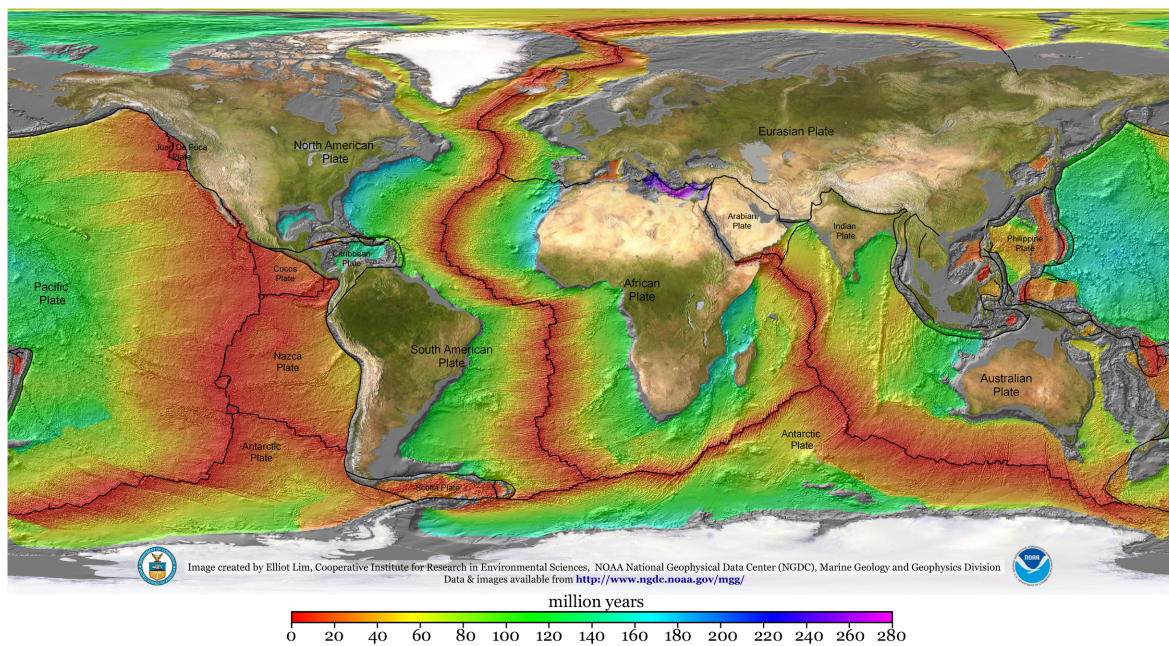 Juan De Fuca
Plate
North American
Plate
Eurasian Plate
Arabian
Plate
Indian
Plate
Philippine
Plate
Caribbean
Plate
Cocos
Plate
Pacific
Plate
African
Plate
South American
Plate
Nazca
Plate
Australian
Plate
Antarctic
Plate
Antarctic
Plate
Scotia Plate
NOAA
Image created by Elliot Lim, Cooperative Institute for Research in Environmental Sciences, NOAA National Geophysical Data Center (NGDC), Marine Geology and Geophysics Division
Data & images available from http://www.ngdc.noaa.gov/mgg/
million years
0 20 40 60 80 100 120 140 160 180 200 220 240 260 280